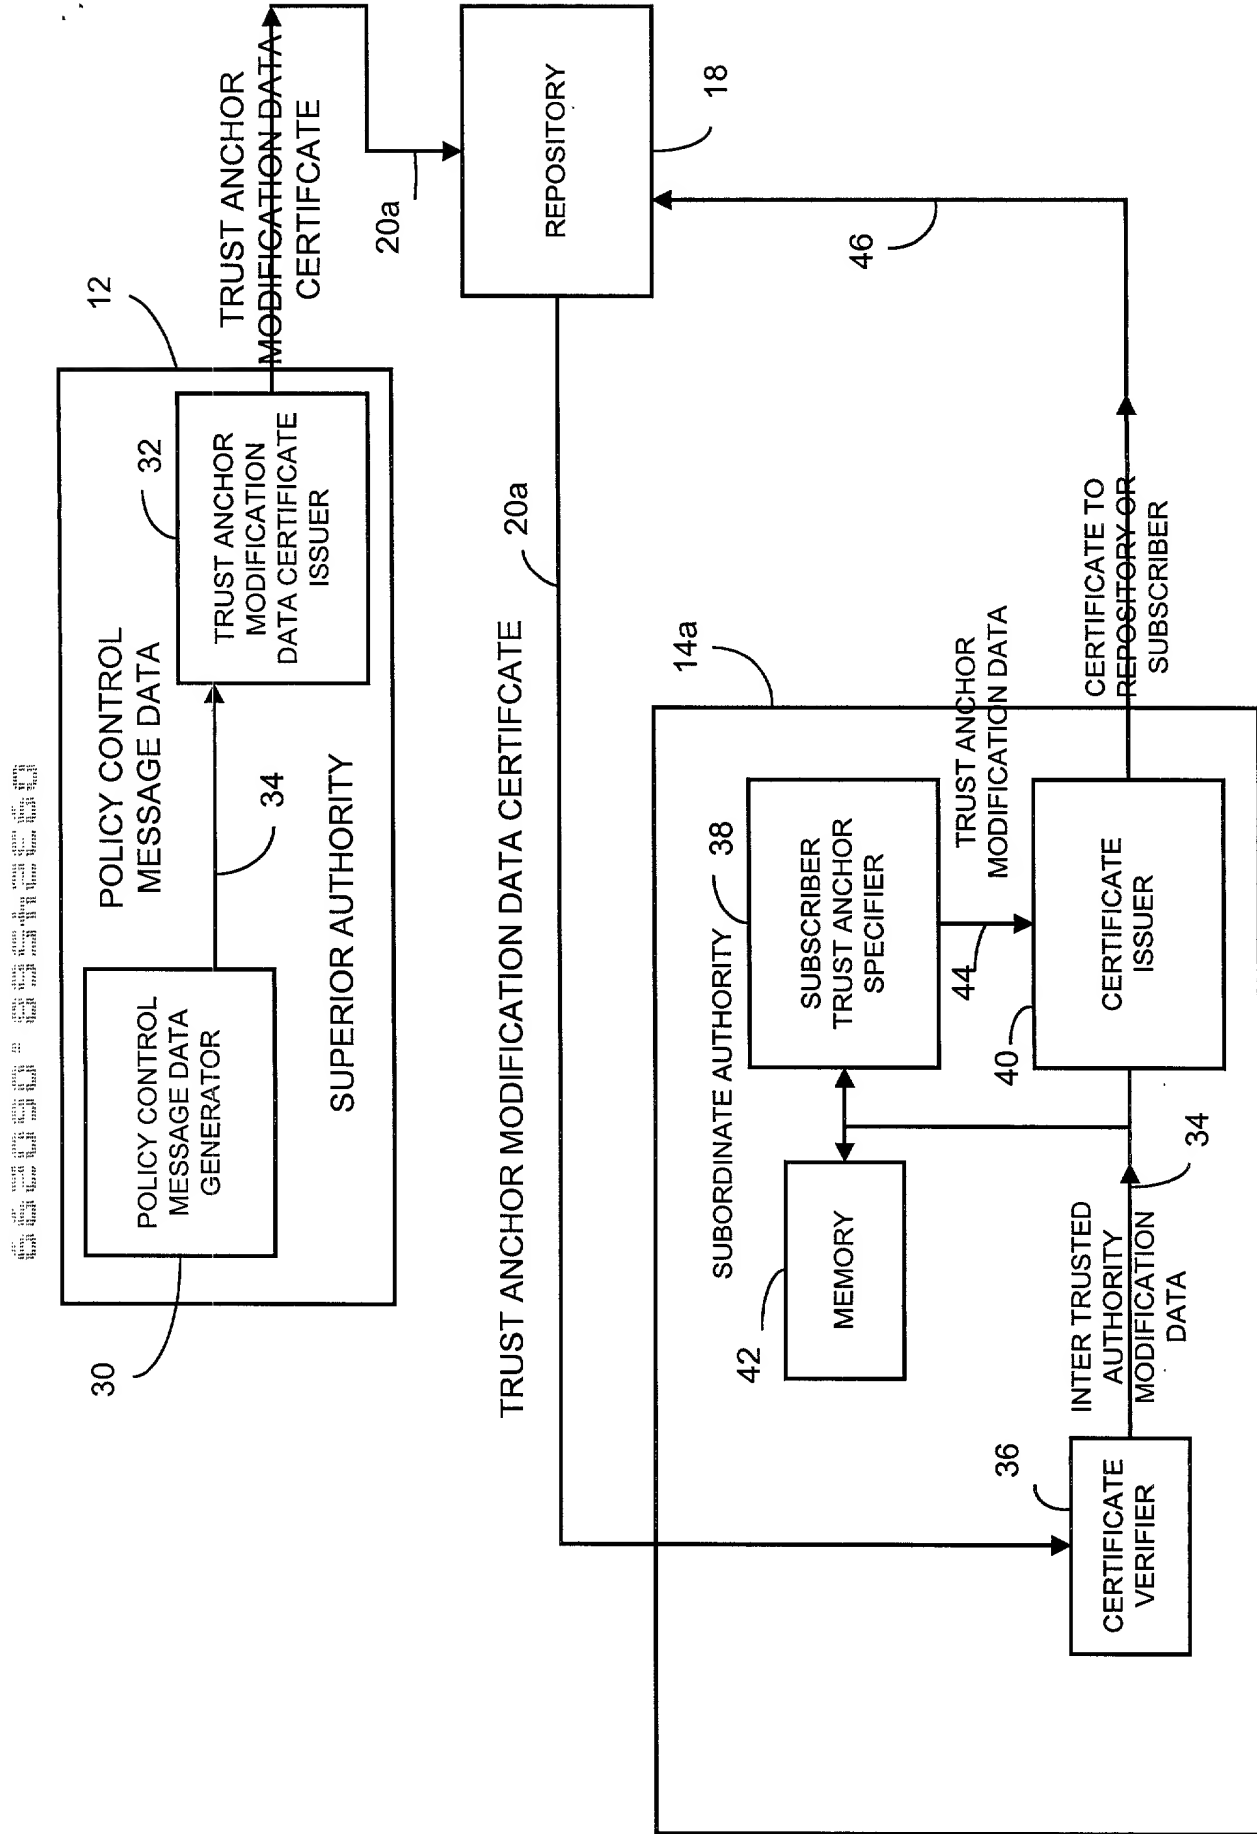 POLICY CONTROL
MESSAGE DATA
GENERATOR
30
POLICY CONTROL
MESSAGE DATA
34
SUPERIOR AUTHORITY
32
TRUST ANCHOR
MODIFICATION
DATA CERTIFICATE
ISSUER
12
TRUST ANCHOR
MODIFICATION DATA
CERTIFCATE
20a
REPOSITORY
18
TRUST ANCHOR MODIFICATION DATA CERTIFCATE
20a
46
14a
SUBORDINATE AUTHORITY
38
SUBSCRIBER
TRUST ANCHOR
SPECIFIER
42
MEMORY
44
TRUST ANCHOR
MODIFICATION DATA
40
CERTIFICATE
ISSUER
CERTIFICATE TO
REPOSITORY OR
SUBSCRIBER
36
CERTIFICATE
VERIFIER
INTER TRUSTED
AUTHORITY
MODIFICATION
DATA
34